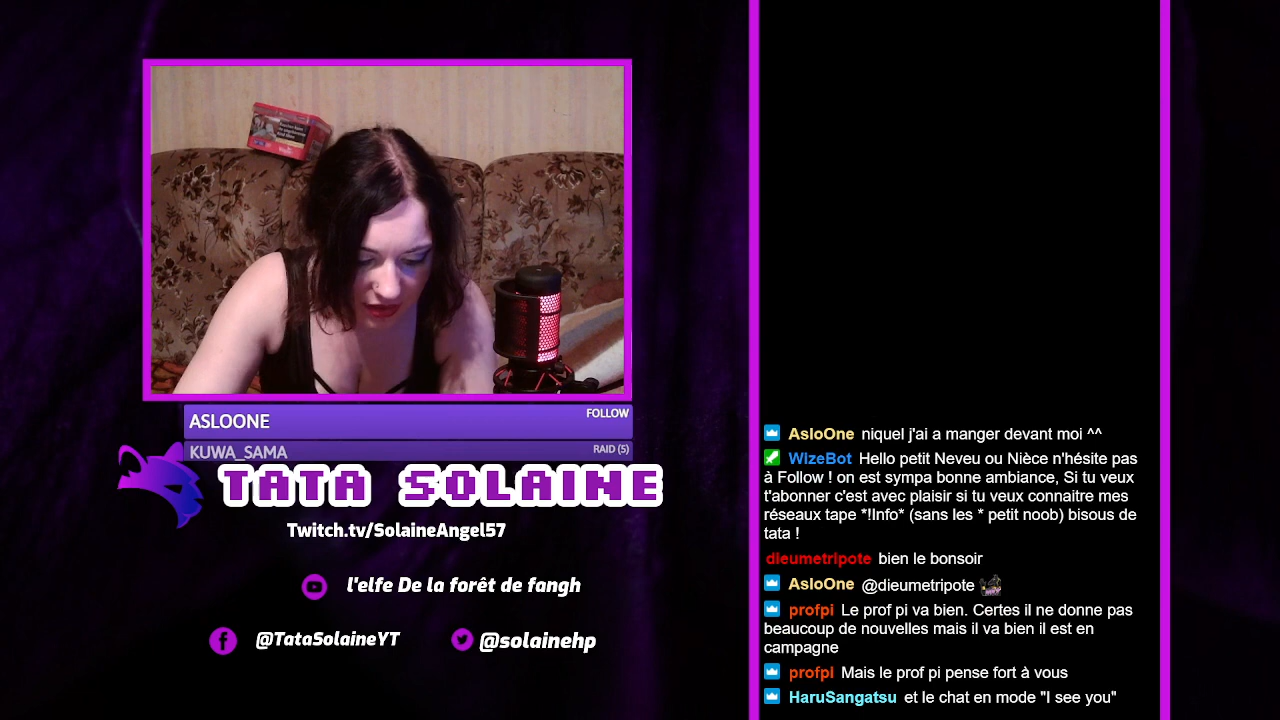 ASLOONE
FOLLOW
KUWA_SAMA
RAID (5)
TATA SOLAINE
Twitch.tv/SolaineAngel57
l'elfe De la forêt de fangh
@TataSolaineYT
@solainehp
AsloOne niquel j'ai a manger devant moi ^^
WizeBot Hello petit Neveu ou Nièce n'hésite pas
à Follow ! on est sympa bonne ambiance, Si tu veux
t'abonner c'est avec plaisir si tu veux connaitre mes
réseaux tape *!Info* (sans les * petit noob) bisous de
tata !
dieumetripote bien le bonsoir
AsloOne @dieumetripote
profpi Le prof pi va bien. Certes il ne donne pas
beaucoup de nouvelles mais il va bien il est en
campagne
profpi Mais le prof pi pense fort à vous
HaruSangatsu et le chat en mode "I see you"